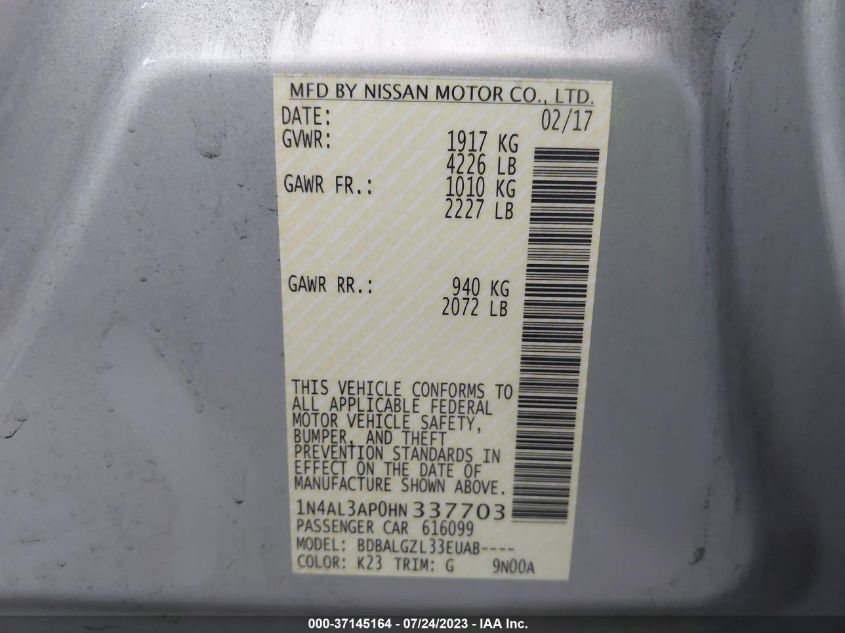 MFD BY NISSAN MOTOR CO., LTD.
DATE: 02/17
GVWR: 1917 KG
4226 LB
GAWR FR.: 1010 KG
2227 LB
GAWR RR.: 940 KG
2072 LB
THIS VEHICLE CONFORMS TO
ALL APPLICABLE FEDERAL
MOTOR VEHICLE SAFETY,
BUMPER, AND THEFT
PREVENTION STANDARDS IN
EFFECT ON THE DATE OF
MANUFACTURE SHOWN ABOVE.
1N4AL3AP0HN337703
PASSENGER CAR 616099
MODEL: BDBALGZL33EUAB----
COLOR: K23 TRIM: G 9N00A
000-37145164 / 07/24/2023 - IAA Inc.